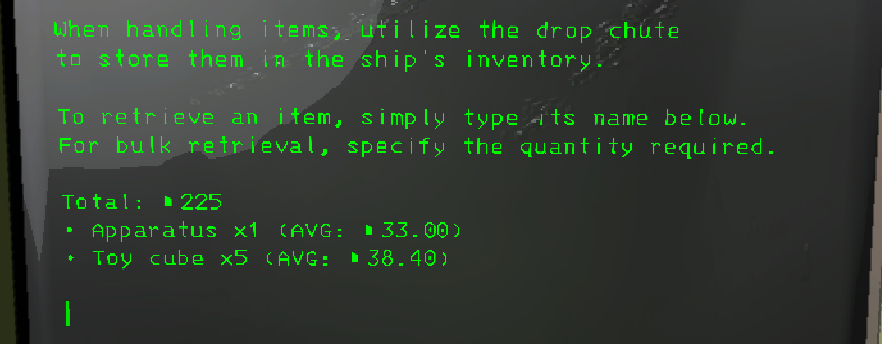 When handling items, utilize the drop chute
to store them in the ship's inventory.
To retrieve an item, simply type its name below.
For bulk retrieval, specify the quantity required.
Total: 225
• Apparatus x1 (AVG: 33.00)
• Toy cube x5 (AVG: 38.40)